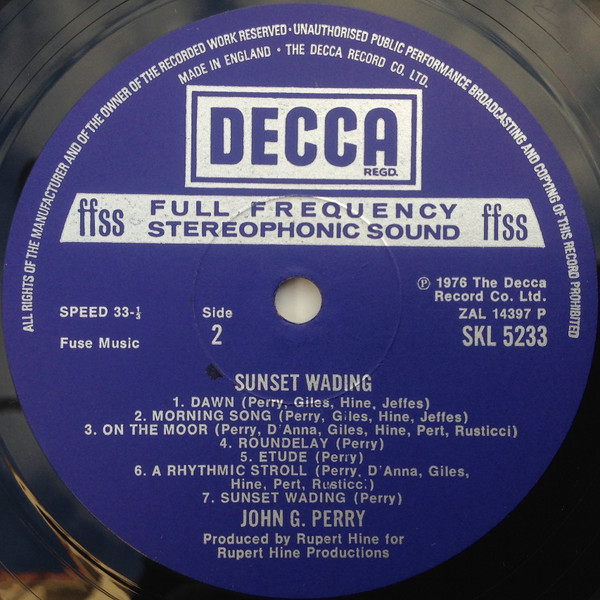 ALL RIGHTS OF THE MANUFACTURER AND OF THE OWNER OF THE RECORDED WORK RESERVED · UNAUTHORISED PUBLIC PERFORMANCE BROADCASTING AND COPYING OF THIS RECORD PROHIBITED
MADE IN ENGLAND · THE DECCA RECORD CO. LTD.
DECCA
REGD.
ffss FULL FREQUENCY STEREOPHONIC SOUND ffss
℗ 1976 The Decca
Record Co. Ltd.
SPEED 33-⅓
Side
2
ZAL 14397 P
Fuse Music
SKL 5233
SUNSET WADING
1. DAWN (Perry, Giles, Hine, Jeffes)
2. MORNING SONG (Perry, Giles, Hine, Jeffes)
3. ON THE MOOR (Perry, D'Anna, Giles, Hine, Pert, Rusticci)
4. ROUNDELAY (Perry)
5. ETUDE (Perry)
6. A RHYTHMIC STROLL (Perry, D'Anna, Giles,
Hine, Pert, Rusticci)
7. SUNSET WADING (Perry)
JOHN G. PERRY
Produced by Rupert Hine for
Rupert Hine Productions